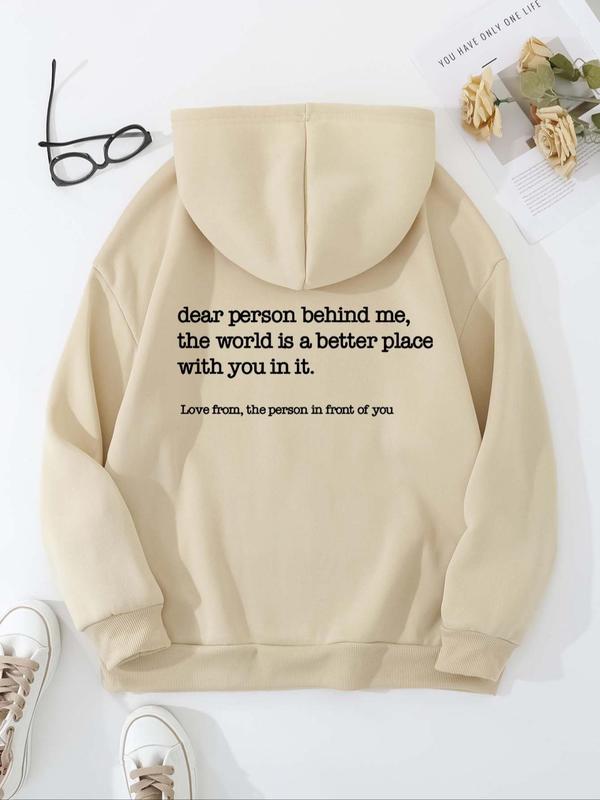 YOU HAVE ONLY ONE LIFE
dear person behind me,
the world is a better place
with you in it.
Love from, the person in front of you